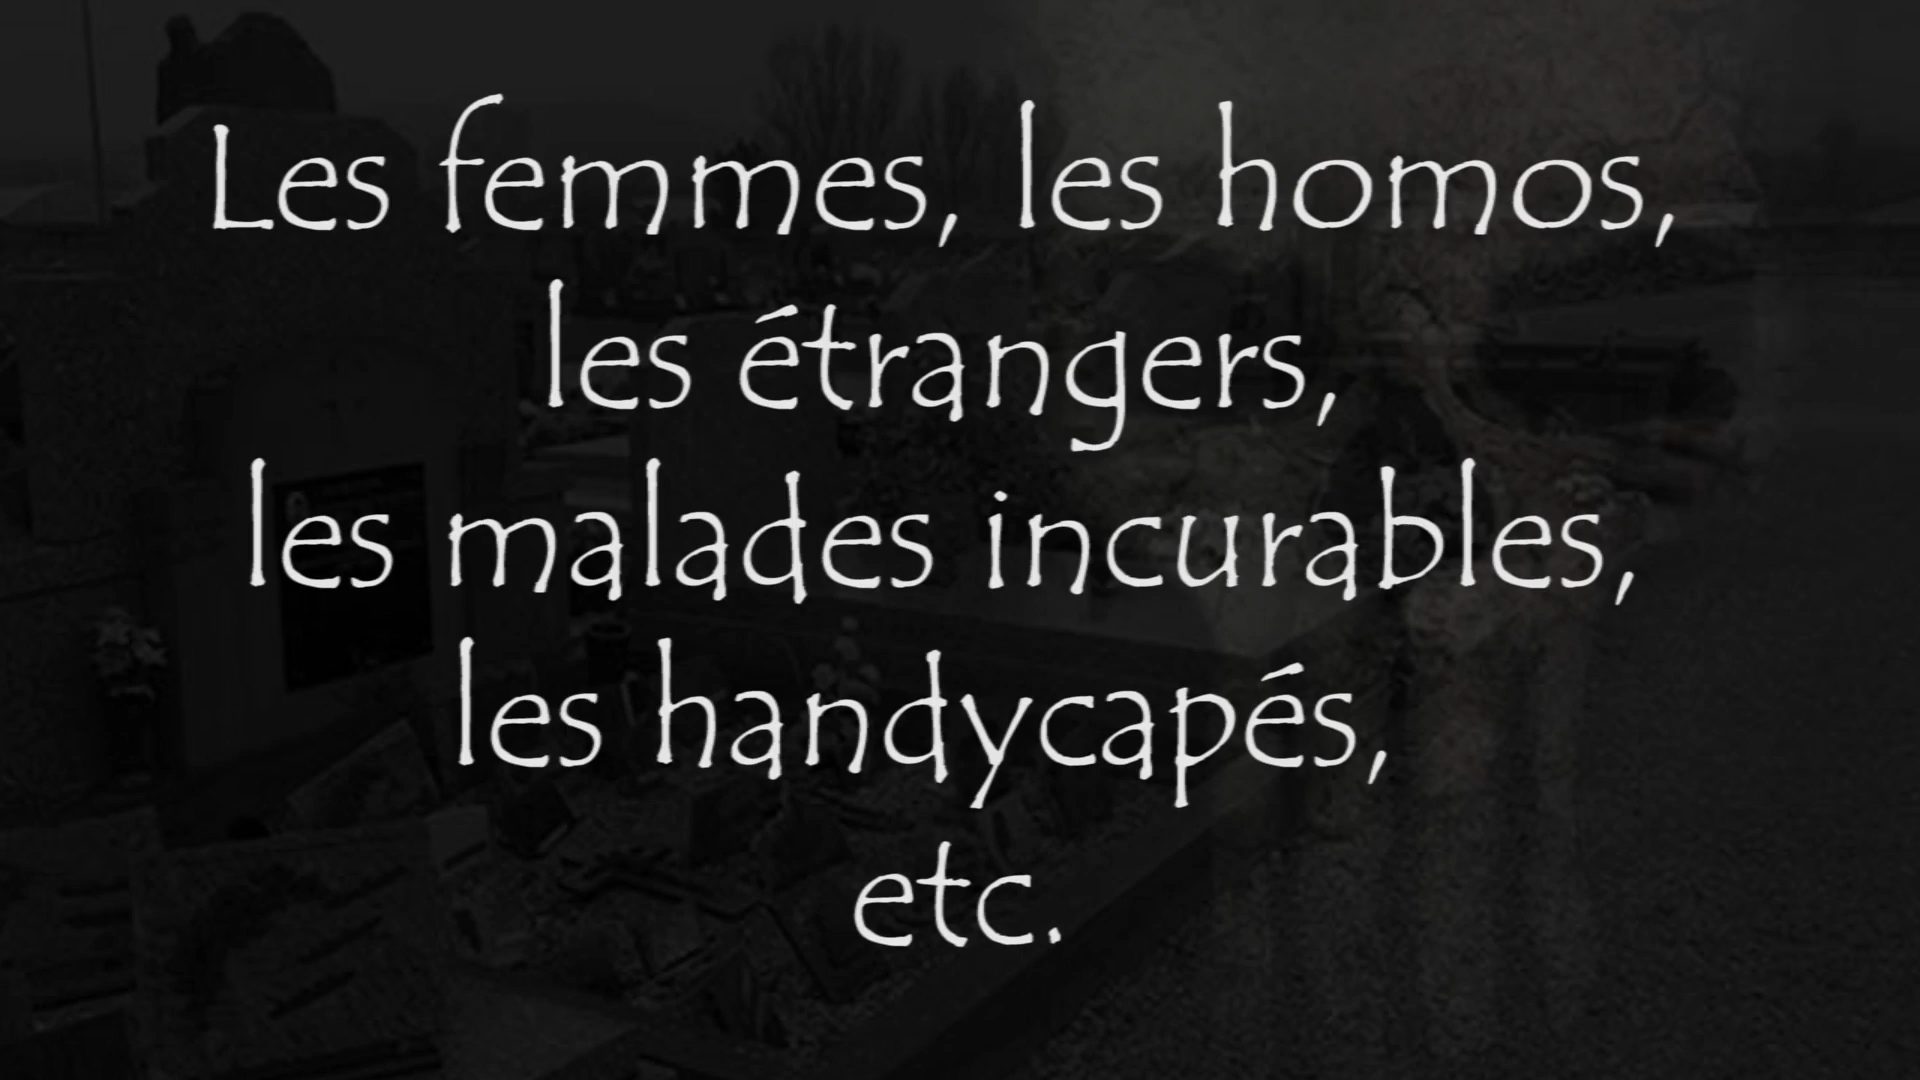 Les femmes, les homos,
les étrangers,
les malades incurables,
les handycapés,
etc.